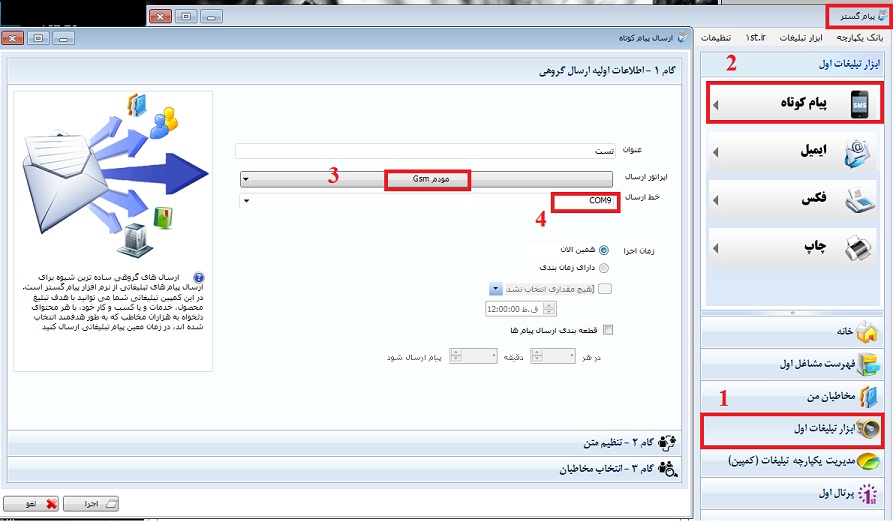 پیام گستر
بانک یکپارچه
ابزار تبلیغات
1st.ir
تنظیمات
ارسال پیام کوتاه
گام ۱ - اطلاعات اولیه ارسال گروهی
عنوان
تست
اپراتور ارسال
مودم Gsm
3
خط ارسال
COM9
4
زمان اجرا
همین الان
دارای زمان بندی
[هیچ مقداری انتخاب نشد
12:00:00 ق.ظ
قطعه بندی ارسال پیام ها
در هر
دقیقه
پیام ارسال شود
ارسال های گروهی ساده ترین شیوه برای
ارسال پیام های تبلیغاتی از نرم افزار پیام گستر است.
در این کمپین تبلیغاتی شما می توانید با هدف تبلیغ
محصول، خدمات و یا کسب و کار خود، با هر محتوای
دلخواه به هزاران مخاطب که به طور هدفمند انتخاب
شده اند، در زمان معین پیام تبلیغاتی ارسال کنید
گام ۲ - تنظیم متن
گام ۳ - انتخاب مخاطبان
اجرا
لغو
ابزار تبلیغات اول
2
پیام کوتاه
SMS
ایمیل
فکس
چاپ
خانه
فهرست مشاغل اول
مخاطبان من
1
ابزار تبلیغات اول
مدیریت یکپارچه تبلیغات (کمپین)
پرتال اول